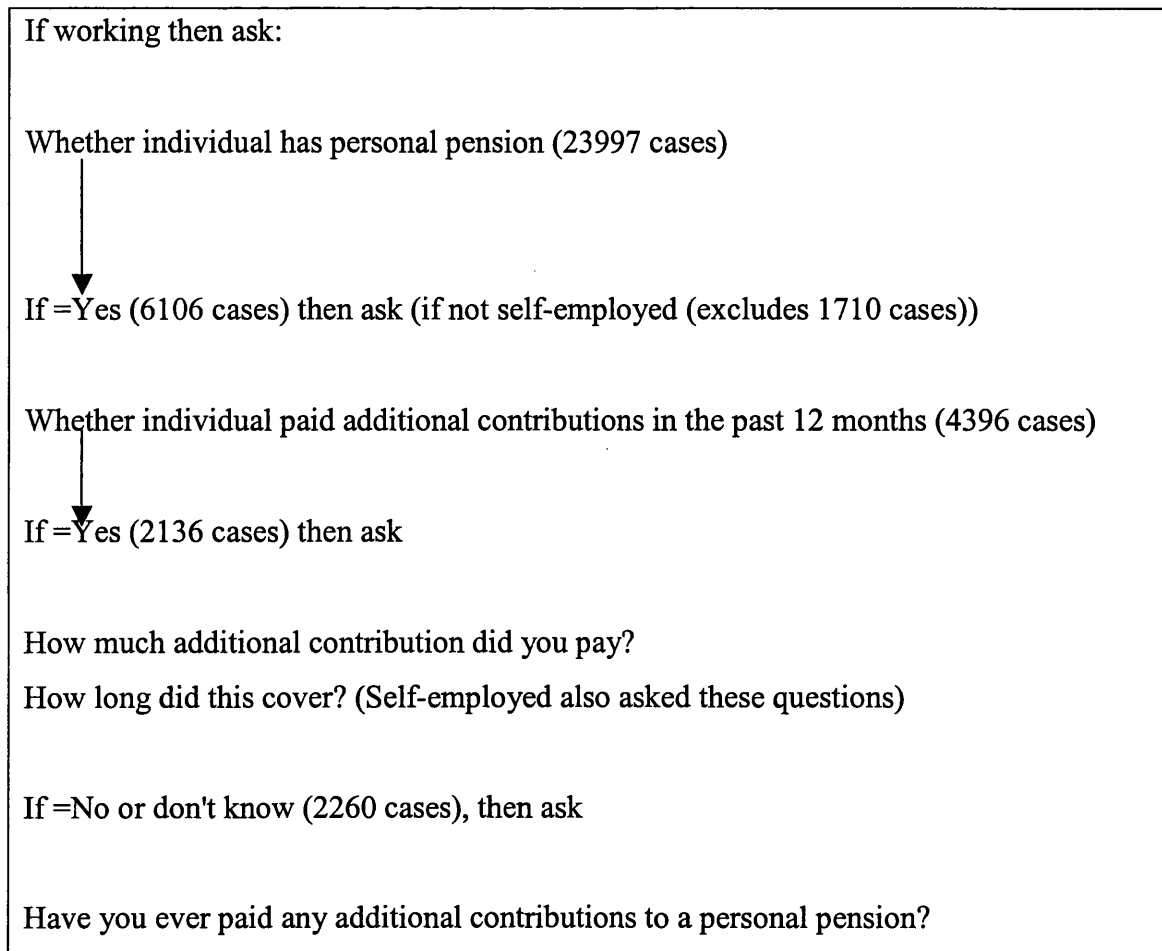 If working then ask:
Whether individual has personal pension (23997 cases)
If =Yes (6106 cases) then ask (if not self-employed (excludes 1710 cases))
Whether individual paid additional contributions in the past 12 months (4396 cases)
If =Yes (2136 cases) then ask
How much additional contribution did you pay?
How long did this cover? (Self-employed also asked these questions)
If =No or don't know (2260 cases), then ask
Have you ever paid any additional contributions to a personal pension?